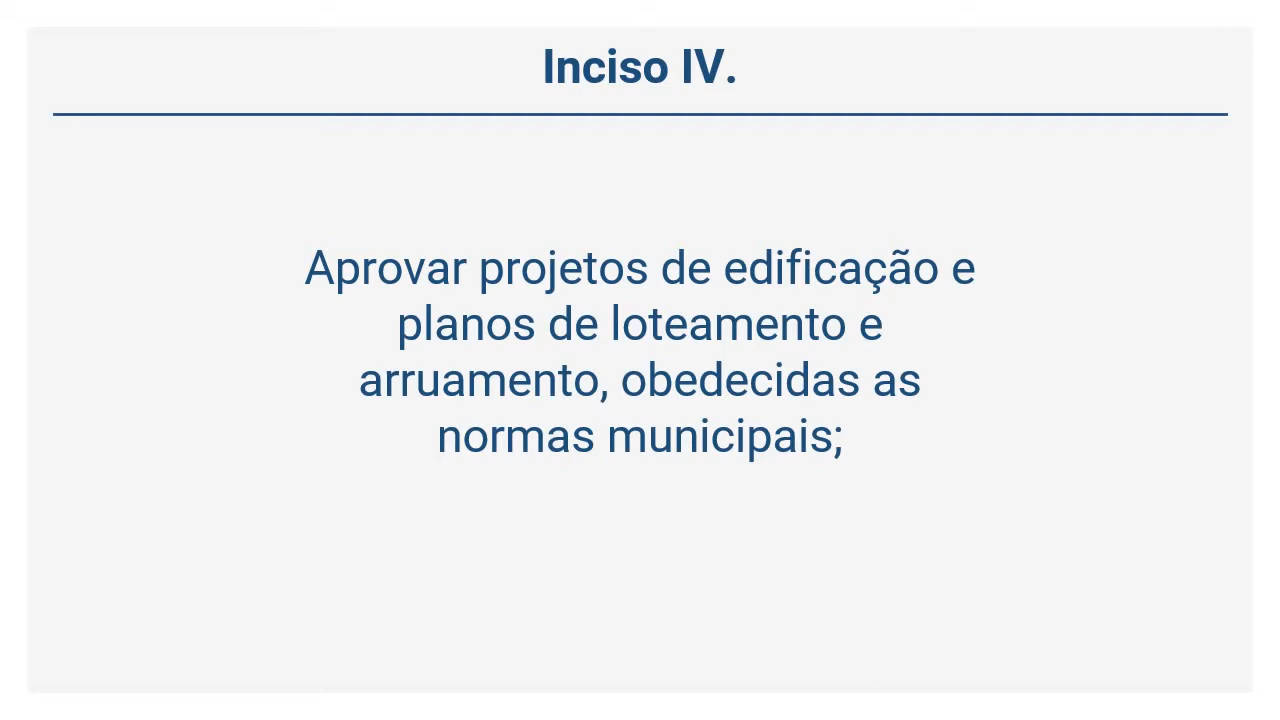 Inciso IV.
Aprovar projetos de edificação e
planos de loteamento e
arruamento, obedecidas as
normas municipais;